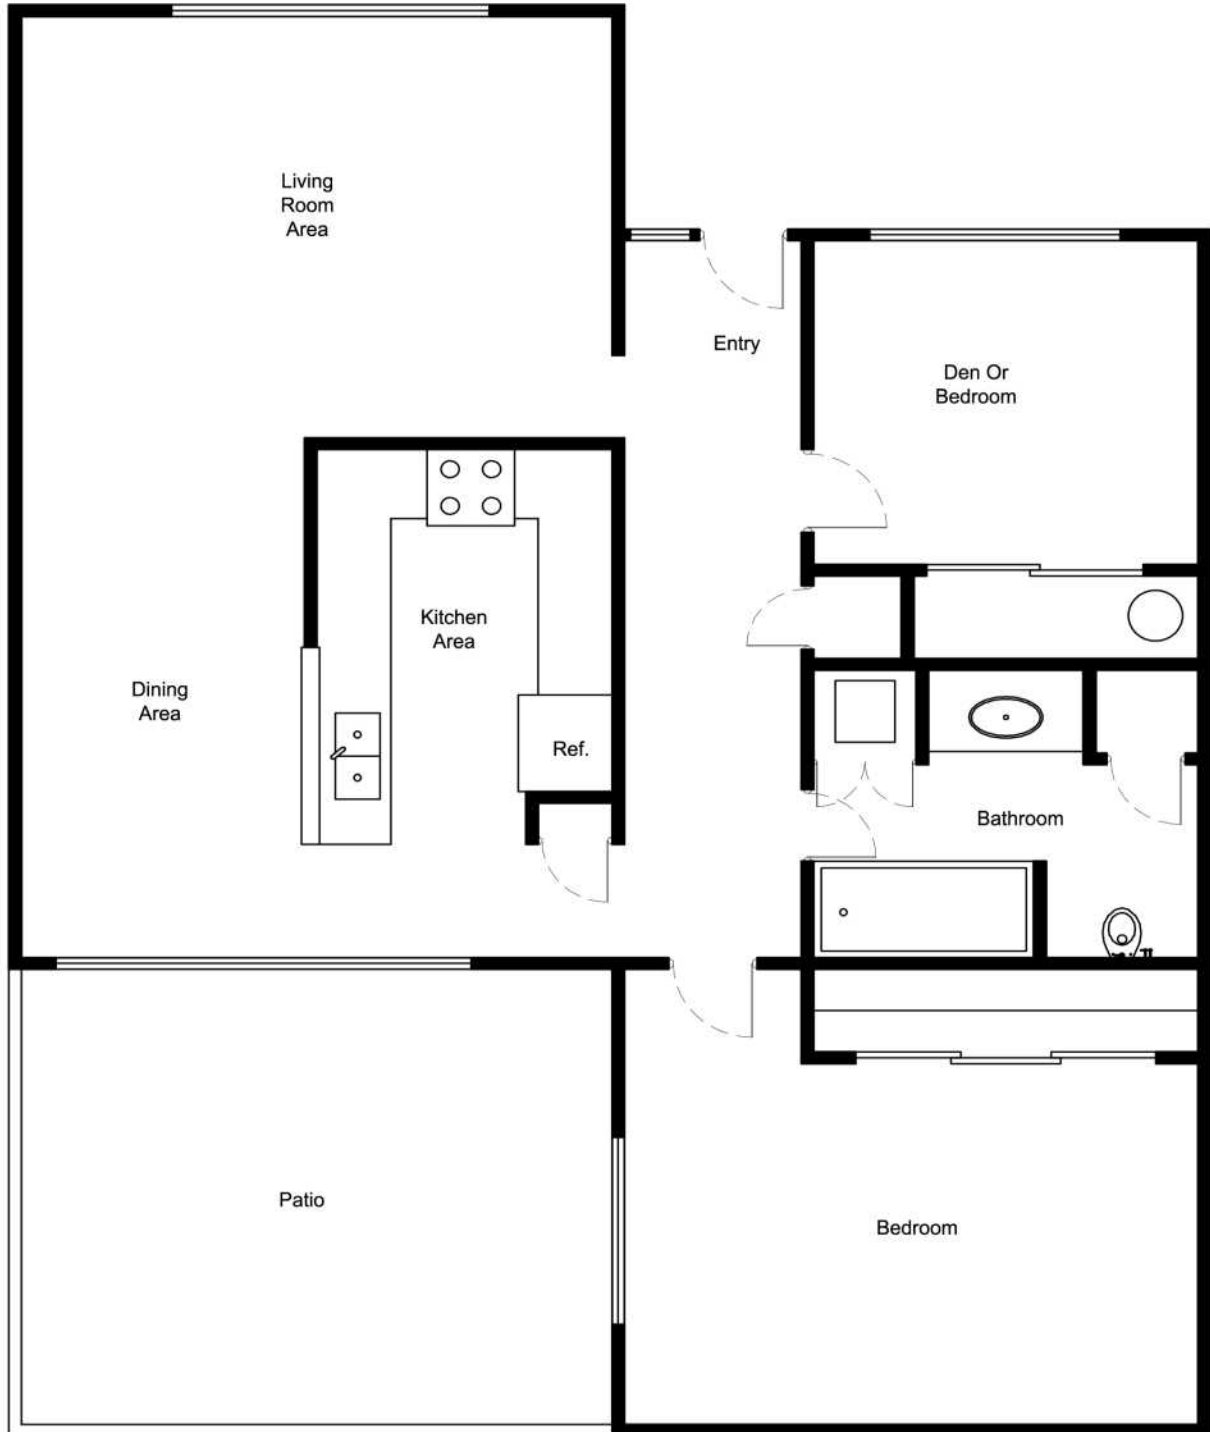 Living
Room
Area
Entry
Den Or
Bedroom
Kitchen
Area
Dining
Area
Ref.
Bathroom
Patio
Bedroom